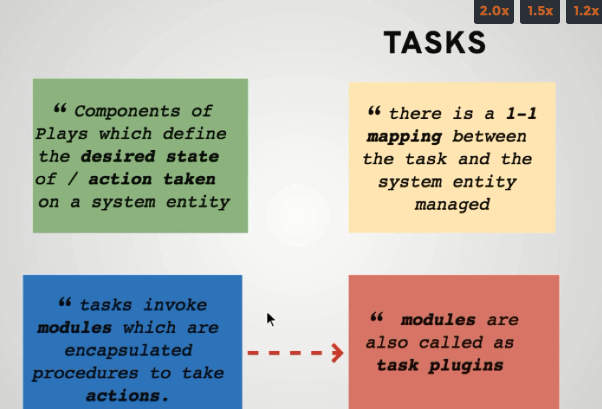 2.0x 1.5x 1.2x
TASKS
“ Components of
Plays which define
the desired state
of / action taken
on a system entity
“ there is a 1-1
mapping between
the task and the
system entity
managed
“ tasks invoke
modules which are
encapsulated
procedures to take
actions.
“ modules are
also called as
task plugins